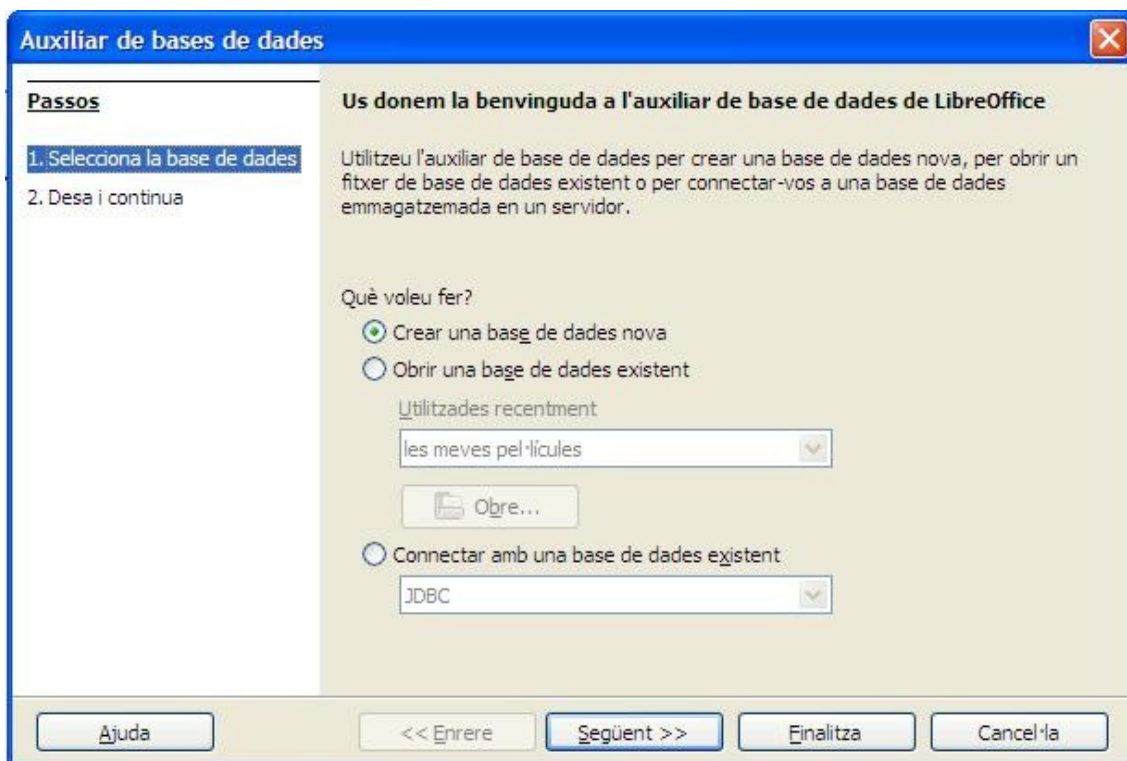 Auxiliar de bases de dades
Passos
1. Selecciona la base de dades
2. Desa i continua
Us donem la benvinguda a l'auxiliar de base de dades de LibreOffice
Utilitzeu l'auxiliar de base de dades per crear una base de dades nova, per obrir un
fitxer de base de dades existent o per connectar-vos a una base de dades
emmagatzemada en un servidor.
Què voleu fer?
Crear una base de dades nova
Obrir una base de dades existent
Utilitzades recentment
les meves pel·lícules
Obre...
Connectar amb una base de dades existent
JDBC
Ajuda
<< Enrere
Següent >>
Finalitza
Cancel·la